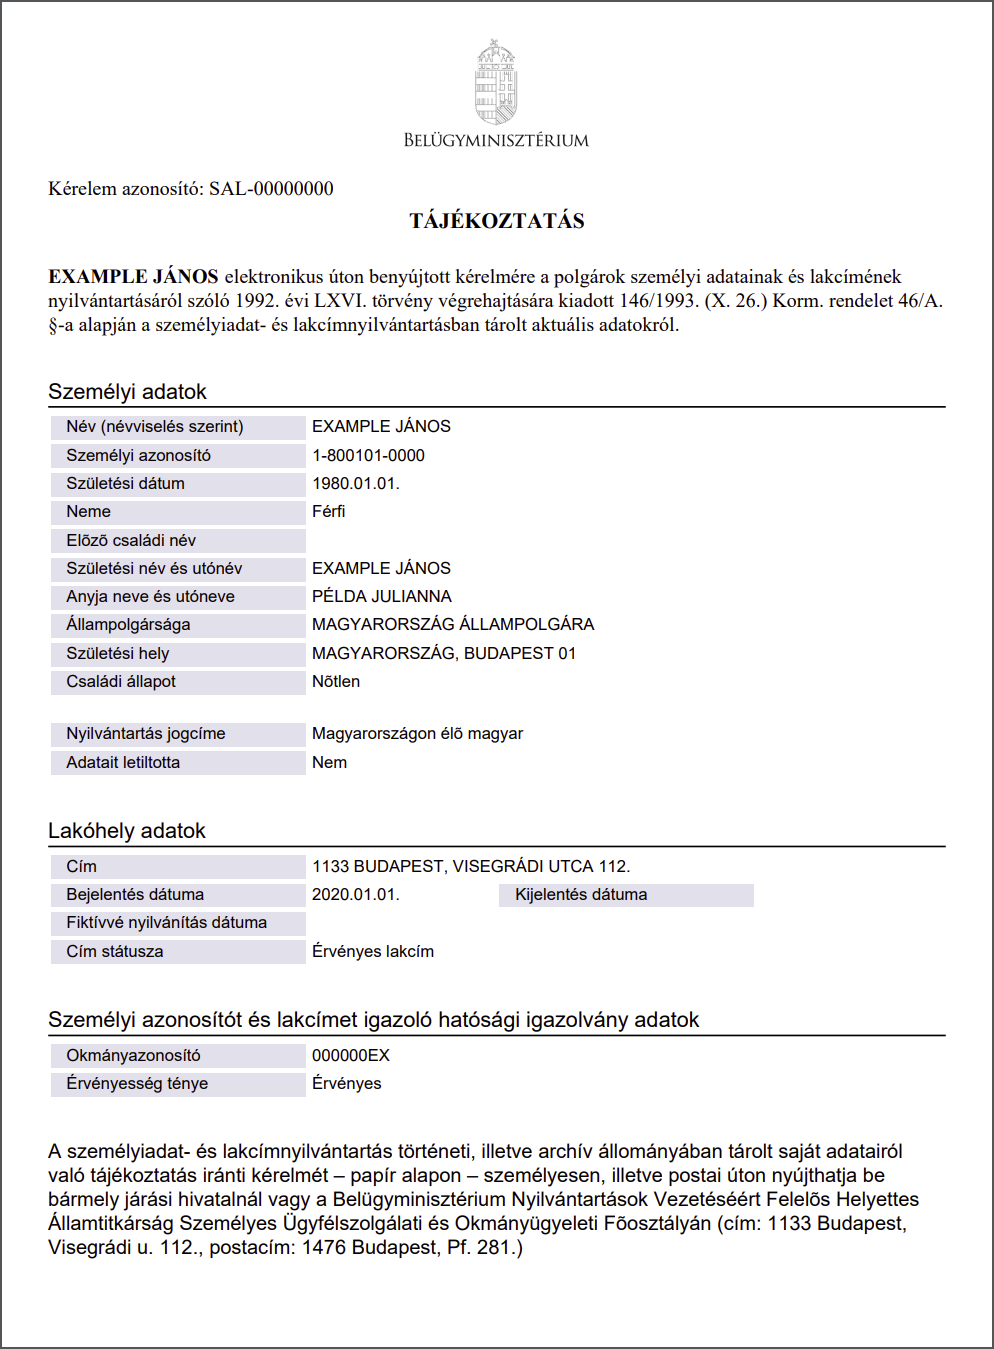 BELÜGYMINISZTÉRIUM
Kérelem azonosító: SAL-00000000
TÁJÉKOZTATÁS
EXAMPLE JÁNOS elektronikus úton benyújtott kérelmére a polgárok személyi adatainak és lakcímének
nyilvántartásáról szóló 1992. évi LXVI. törvény végrehajtására kiadott 146/1993. (X. 26.) Korm. rendelet 46/A.
§-a alapján a személyiadat- és lakcímnyilvántartásban tárolt aktuális adatokról.
Személyi adatok
Név (névviselés szerint) EXAMPLE JÁNOS
Személyi azonosító 1-800101-0000
Születési dátum 1980.01.01.
Neme Férfi
Elõzõ családi név
Születési név és utónév EXAMPLE JÁNOS
Anyja neve és utóneve PÉLDA JULIANNA
Állampolgársága MAGYARORSZÁG ÁLLAMPOLGÁRA
Születési hely MAGYARORSZÁG, BUDAPEST 01
Családi állapot Nõtlen
Nyilvántartás jogcíme Magyarországon élõ magyar
Adatait letiltotta Nem
Lakóhely adatok
Cím 1133 BUDAPEST, VISEGRÁDI UTCA 112.
Bejelentés dátuma 2020.01.01. Kijelentés dátuma
Fiktívvé nyilvánítás dátuma
Cím státusza Érvényes lakcím
Személyi azonosítót és lakcímet igazoló hatósági igazolvány adatok
Okmányazonosító 000000EX
Érvényesség ténye Érvényes
A személyiadat- és lakcímnyilvántartás történeti, illetve archív állományában tárolt saját adatairól
való tájékoztatás iránti kérelmét – papír alapon – személyesen, illetve postai úton nyújthatja be
bármely járási hivatalnál vagy a Belügyminisztérium Nyilvántartások Vezetéséért Felelõs Helyettes
Államtitkárság Személyes Ügyfélszolgálati és Okmányügyeleti Fõosztályán (cím: 1133 Budapest,
Visegrádi u. 112., postacím: 1476 Budapest, Pf. 281.)